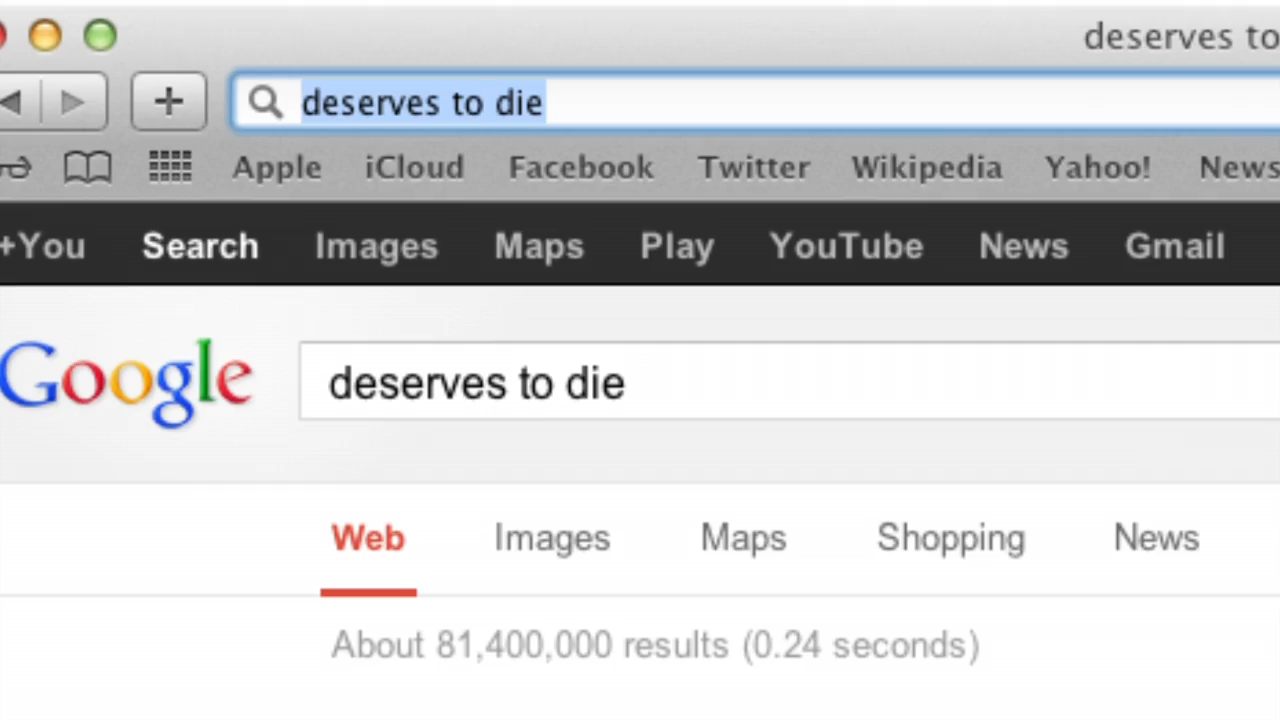 deserves to
deserves to die
Apple iCloud Facebook Twitter Wikipedia Yahoo! News
+You Search Images Maps Play YouTube News Gmail
Google deserves to die
Web Images Maps Shopping News
About 81,400,000 results (0.24 seconds)